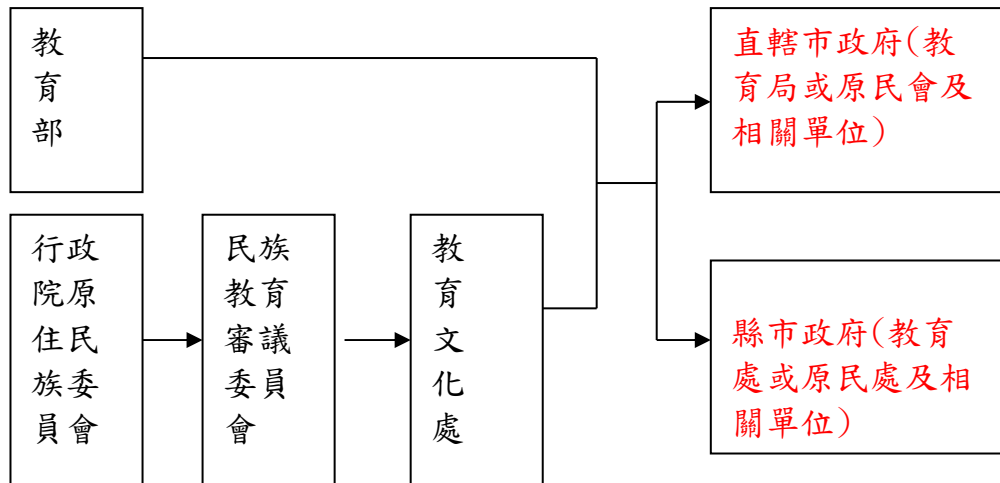 教
育
部
直轄市政府(教
育局或原民會及
相關單位)
行政
院原
住民
族委
員會
民族
教育
審議
委員
會
教
育
文
化
處
縣市政府(教育
處或原民處及相
關單位)